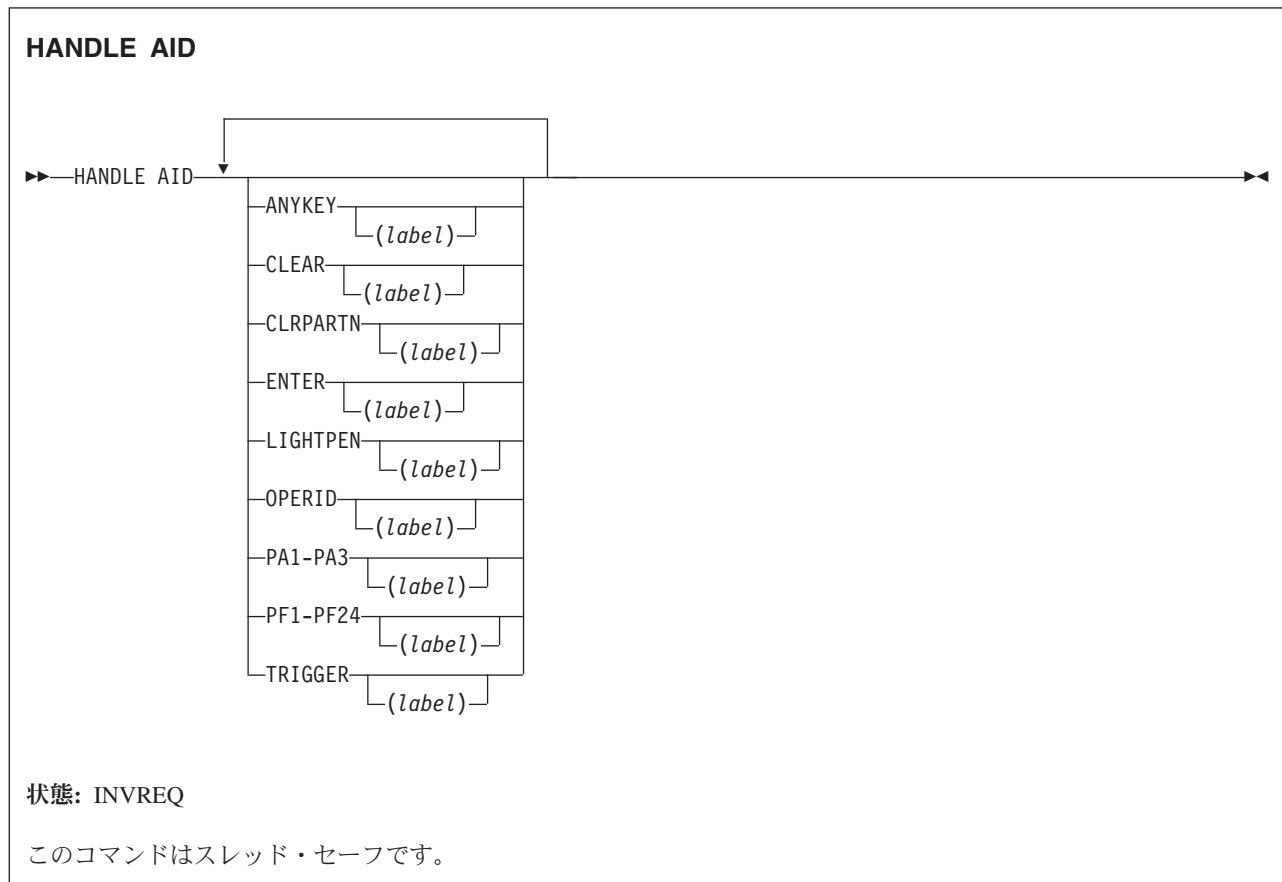 HANDLE AID
HANDLE AID
ANYKEY
(label)
CLEAR
(label)
CLRPARTN
(label)
ENTER
(label)
LIGHTPEN
(label)
OPERID
(label)
PA1-PA3
(label)
PF1-PF24
(label)
TRIGGER
(label)
状態: INVREQ
このコマンドはスレッド・セーフです。